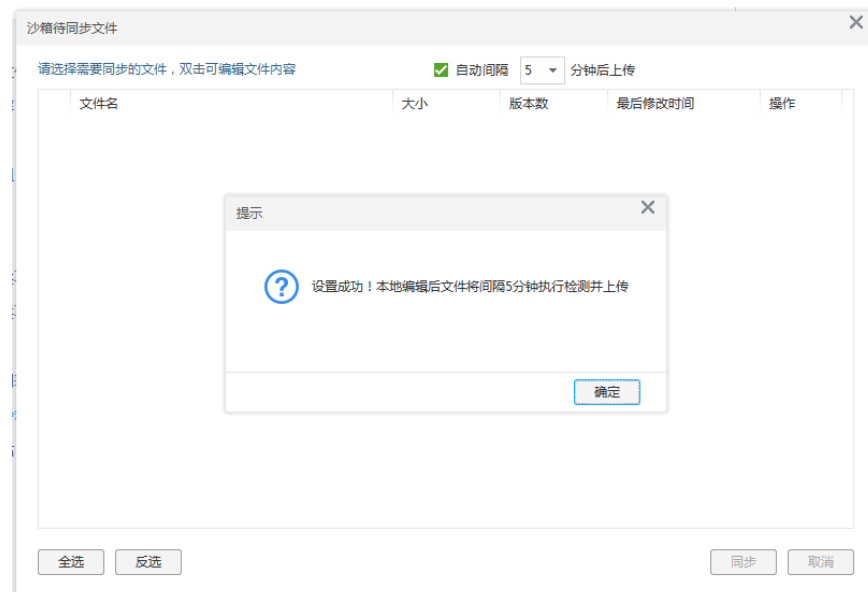 沙箱待同步文件
请选择需要同步的文件，双击可编辑文件内容
自动间隔 5 分钟后上传
文件名 大小 版本数 最后修改时间 操作
提示
设置成功！本地编辑后文件将间隔5分钟执行检测并上传
确定
全选 反选 同步 取消